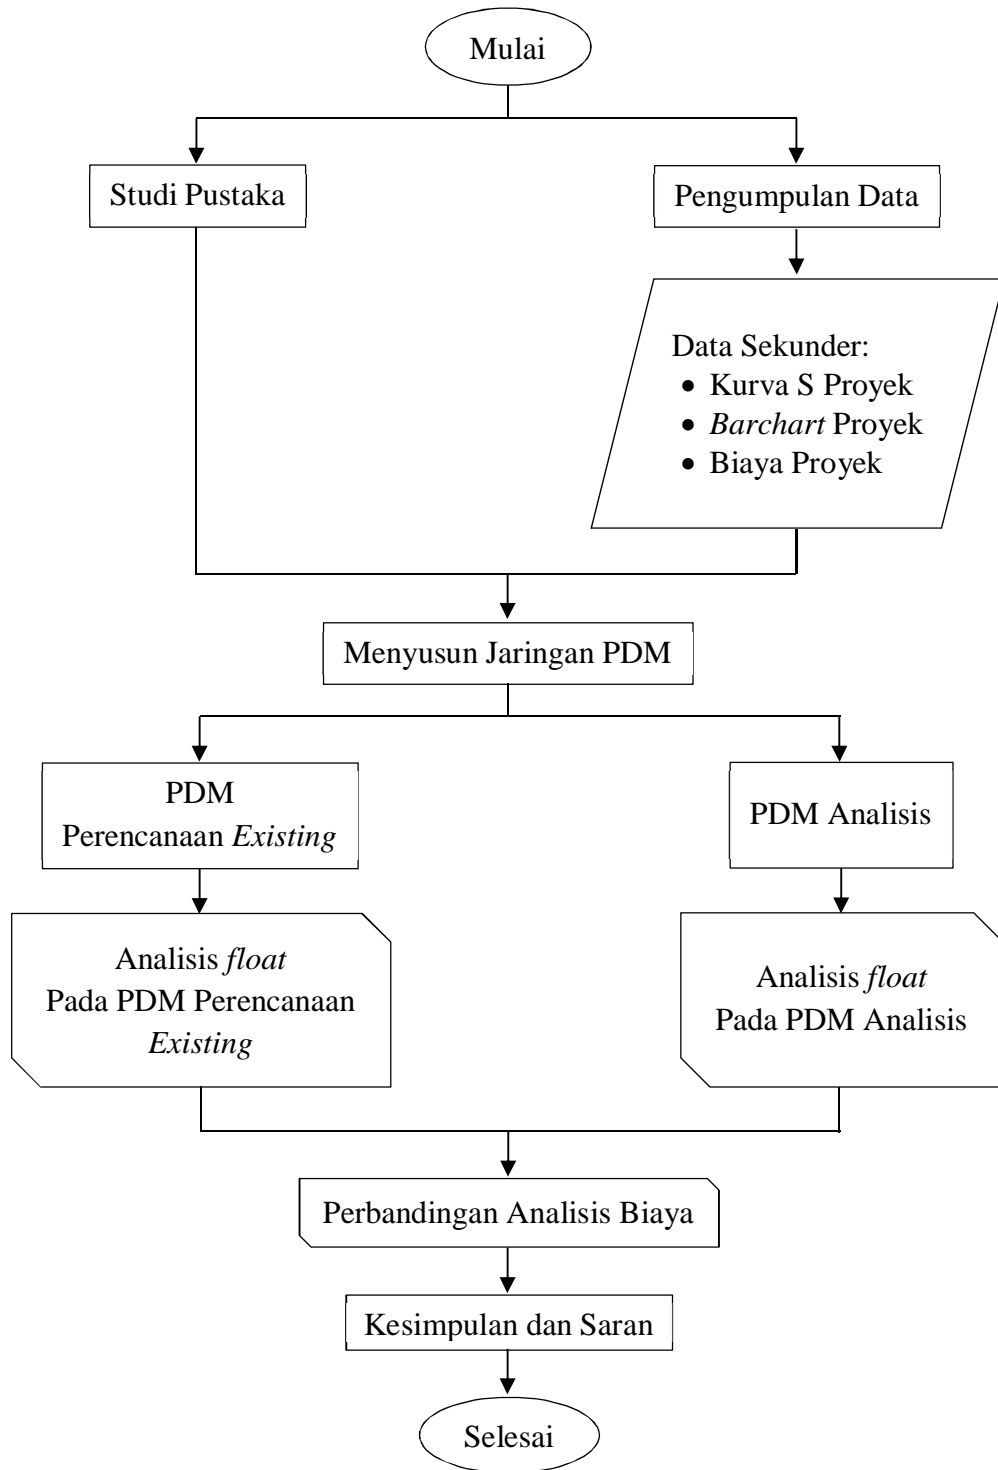 Mulai
Studi Pustaka
Pengumpulan Data
Data Sekunder:
• Kurva S Proyek
• Barchart Proyek
• Biaya Proyek
Menyusun Jaringan PDM
PDM
Perencanaan Existing
PDM Analisis
Analisis float
Pada PDM Perencanaan
Existing
Analisis float
Pada PDM Analisis
Perbandingan Analisis Biaya
Kesimpulan dan Saran
Selesai